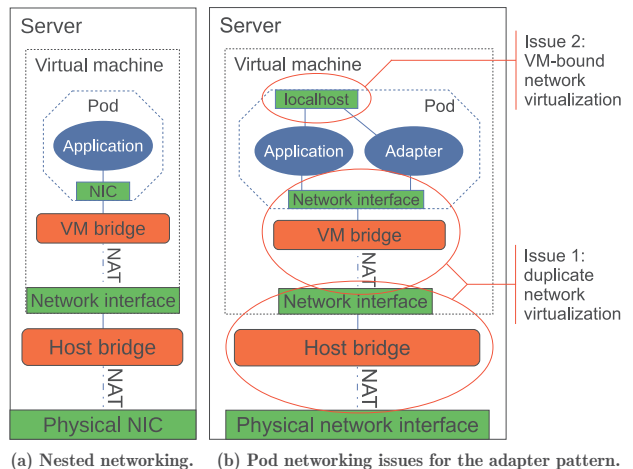 Server
Virtual machine
Pod
Application
NIC
VM bridge
NAT
Network interface
Host bridge
NAT
Physical NIC
(a) Nested networking.
Server
Virtual machine
localhost
Pod
Application
Adapter
Network interface
VM bridge
NAT
Network interface
Host bridge
NAT
Physical network interface
Issue 2:
VM-bound
network
virtualization
Issue 1:
duplicate
network
virtualization
(b) Pod networking issues for the adapter pattern.